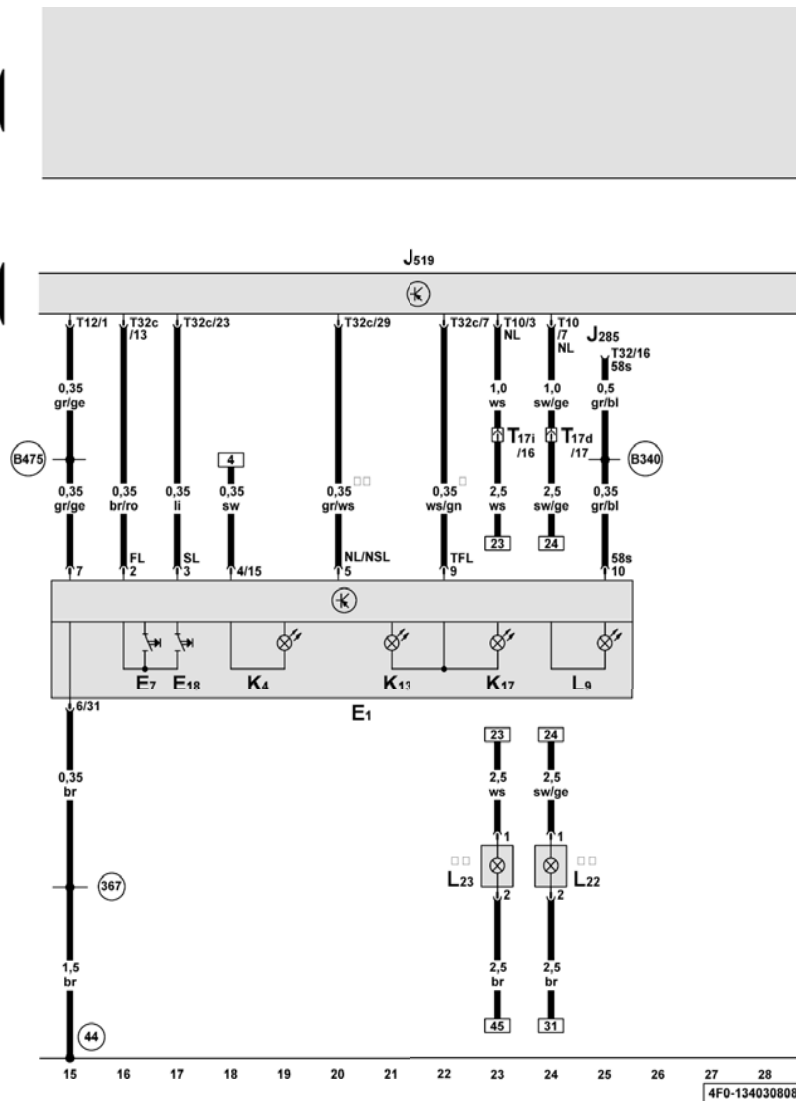 J519
T12/1 T32c/13 T32c/23 T32c/29 T32c/7 T10/3 NL T10/7 NL J285
T32/16
58s
0,35 gr/ge 1,0 ws 1,0 sw/ge 0,5 gr/bl
B475 4 T17i/16 T17d/17 B340
0,35 gr/ge 0,35 br/ro 0,35 li 0,35 sw 0,35 gr/ws 0,35 ws/gn 2,5 ws 2,5 sw/ge 0,35 gr/bl
23 24
FL SL NL/NSL TFL 58s
7 2 3 4/15 5 9 10
E7 E18 K4 K13 K17 L9
6/31 E1
23 24
0,35 br 2,5 ws 2,5 sw/ge
1 1
L23 L22
367 2 2
1,5 br 2,5 br 2,5 br
45 31
44
15 16 17 18 19 20 21 22 23 24 25 26 27 28
4F0-134030808